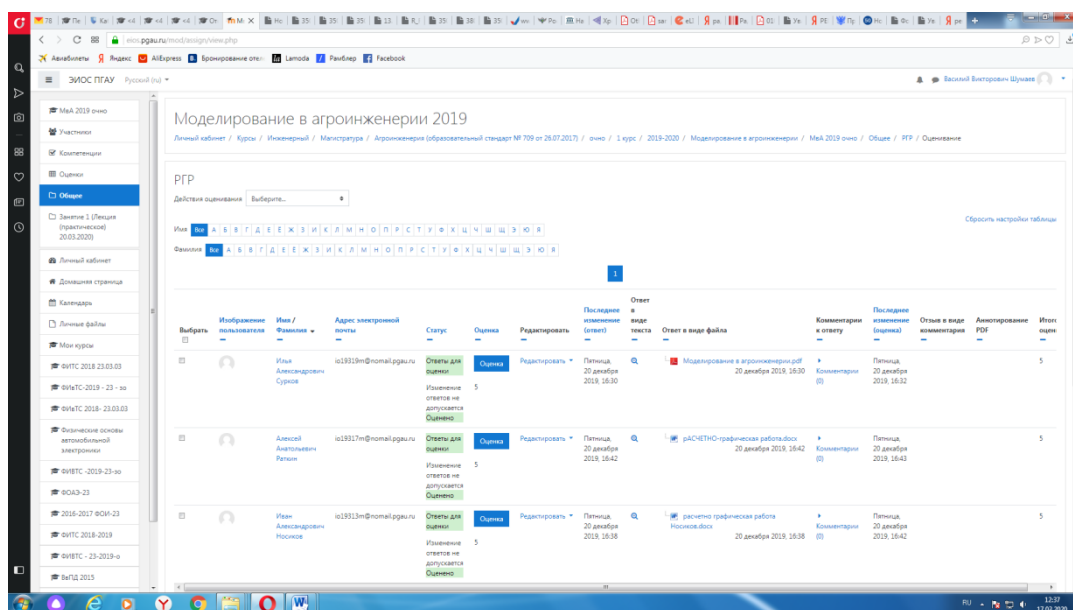 eios.pgau.ru/mod/assign/view.php
Авиабилеты Яндекс AliExpress Бронирование отел Lamoda Рамблер Facebook
ЭИОС ПГАУ Русский (ru)
Василий Викторович Шумаев
МвА 2019 очно
Участники
Компетенции
Оценки
Общее
Занятие 1 (Лекция
(практическое)
20.03.2020)
Личный кабинет
Домашняя страница
Календарь
Личные файлы
Мои курсы
ФИТС 2018 23.03.03
ФИвТС-2019 - 23 - зо
ФИвТС 2018- 23.03.03
Физические основы
автомобильной
электроники
ФИВТС -2019-23-зо
ФОАЭ-23
2016-2017 ФОИ-23
ФИТС 2018-2019
ФИВТС - 23-2019-о
ВвПД 2015
Моделирование в агроинженерии 2019
Личный кабинет / Курсы / Инженерный / Магистратура / Агроинженерия (образовательный стандарт № 709 от 26.07.2017) / очно / 1 курс / 2019-2020 / Моделирование в агроинженерии / МвА 2019 очно / Общее / РГР / Оценивание
РГР
Действия оценивания Выберите...
Сбросить настройки таблицы
Имя Все А Б В Г Д Е Ё Ж З И К Л М Н О П Р С Т У Ф Х Ц Ч Ш Щ Э Ю Я
Фамилия Все А Б В Г Д Е Ё Ж З И К Л М Н О П Р С Т У Ф Х Ц Ч Ш Щ Э Ю Я
1
Выбрать
Изображение
пользователя
Имя /
Фамилия
Адрес электронной
почты
Статус
Оценка
Редактировать
Последнее
изменение
(ответ)
Ответ
в
виде
текста
Ответ в виде файла
Комментарии
к ответу
Последнее
изменение
(оценка)
Отзыв в виде
комментария
Аннотирование
PDF
Итого
оцен
Илья
Александрович
Сурков
io19319m@nomail.pgau.ru
Ответы для
оценки
Изменение
ответов не
допускается
Оценено
Оценка
5
Редактировать
Пятница,
20 декабря
2019, 16:30
Моделирование в агроинженерии.pdf
20 декабря 2019, 16:30
Комментарии
(0)
Пятница,
20 декабря
2019, 16:32
5
Алексей
Анатольевич
Раткин
io19317m@nomail.pgau.ru
Ответы для
оценки
Изменение
ответов не
допускается
Оценено
Оценка
5
Редактировать
Пятница,
20 декабря
2019, 16:42
рАСЧЕТНО-графическая работа.docx
20 декабря 2019, 16:42
Комментарии
(0)
Пятница,
20 декабря
2019, 16:43
5
Иван
Александрович
Носиков
io19313m@nomail.pgau.ru
Ответы для
оценки
Изменение
ответов не
допускается
Оценено
Оценка
5
Редактировать
Пятница,
20 декабря
2019, 16:38
расчетно графическая работа
Носиков.docx
20 декабря 2019, 16:38
Комментарии
(0)
Пятница,
20 декабря
2019, 16:42
5
RU
12:37
17.02.2020